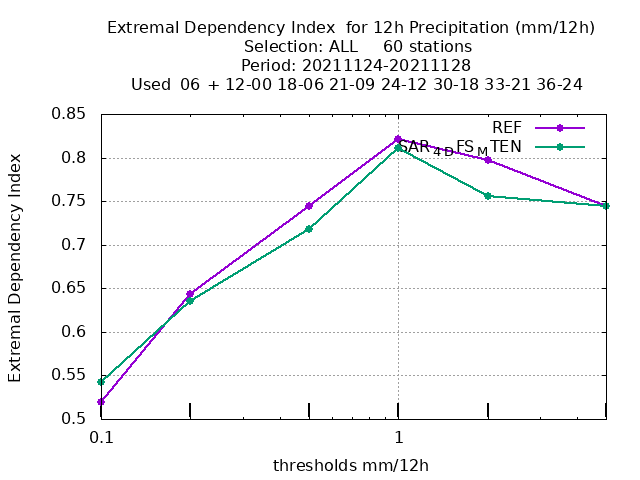 Extremal Dependency Index  for 12h Precipitation (mm/12h)
Selection: ALL     60 stations
Period: 20211124-20211128
Used  06 + 12-00 18-06 21-09 24-12 30-18 33-21 36-24
0.85
0.8
0.75
0.7
0.65
0.6
0.55
0.5
Extremal Dependency Index
REF
SAR4DFSMTEN
0.1
1
thresholds mm/12h